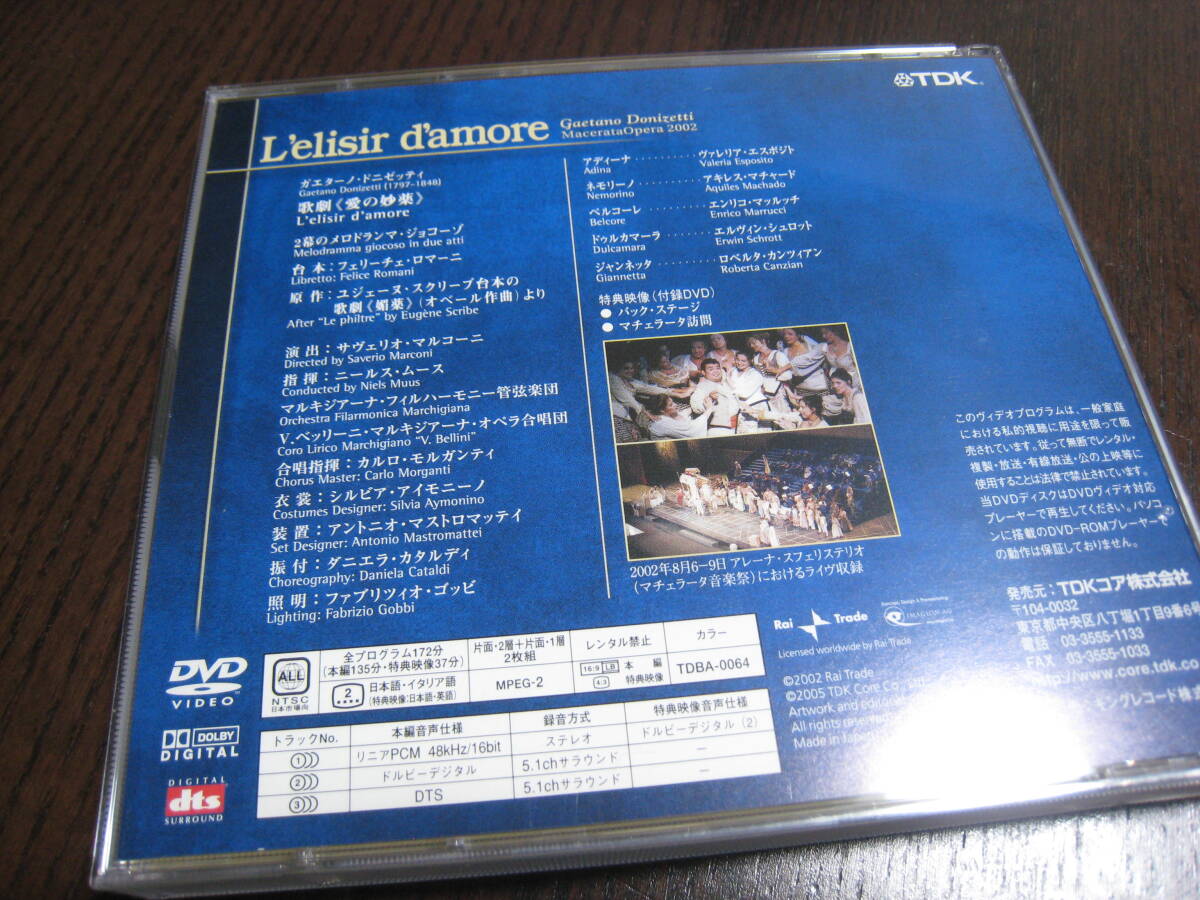 TDK
L'elisir d'amore
Gaetano Donizetti
MacerataOpera 2002
ガエターノ・ドニゼッティ
Gaetano Donizetti (1797–1848)
歌劇《愛の妙薬》
L'elisir d'amore
2幕のメロドランマ・ジョコーゾ
Melodramma giocoso in due atti
台本：フェリーチェ・ロマーニ
Libretto: Felice Romani
原作：ユジェーヌ・スクリーブ台本の
歌劇《媚薬》(オベール作曲)より
After "Le philtre" by Eugène Scribe
演出：サヴェリオ・マルコーニ
Directed by Saverio Marconi
指揮：ニールス・ムース
Conducted by Niels Muus
マルキジアーナ・フィルハーモニー管弦楽団
Orchestra Filarmonica Marchigiana
V.ベッリーニ・マルキジアーナ・オペラ合唱団
Coro Lirico Marchigiano "V. Bellini"
合唱指揮：カルロ・モルガンティ
Chorus Master: Carlo Morganti
衣裳：シルビア・アイモニーノ
Costumes Designer: Silvia Aymonino
装置：アントニオ・マストロマッテイ
Set Designer: Antonio Mastromattei
振付：ダニエラ・カタルディ
Choreography: Daniela Cataldi
照明：ファブリツィオ・ゴッビ
Lighting: Fabrizio Gobbi
アディーナ ･･････････ ヴァレリア・エスポジト
Adina Valeria Esposito
ネモリーノ ･･････････ アキレス・マチャード
Nemorino Aquiles Machado
ベルコーレ ･･････････ エンリコ・マッルッチ
Belcore Enrico Marrucci
ドゥルカマーラ ････････ エルヴィン・シュロット
Dulcamara Erwin Schrott
ジャンネッタ ･････････ ロベルタ・カンツィアン
Giannetta Roberta Canzian
特典映像(付録DVD)
● バック・ステージ
● マチェラータ訪問
2002年8月6–9日 アレーナ・スフェリステリオ
(マチェラータ音楽祭)におけるライヴ収録
このヴィデオプログラムは、一般家庭
における私的視聴に用途を限って販
売されています。従って無断でレンタル・
複製・放送・有線放送・公の上映等に
使用することは法律で禁止されています。
当DVDディスクはDVDヴィデオ対応
プレーヤーで再生してください。パソコ
ンに搭載のDVD-ROMプレーヤーで
の動作は保証しておりません。
発売元：TDKコア株式会社
〒104-0032
東京都中央区八丁堀1丁目9番6
電話 03-3555-1133
FAX 03-3555-1033
http://www.core.tdk.co
Rai Trade
IMAGION AG
Licensed worldwide by Rai Trade
©2002 Rai Trade
©2005 TDK Core Co., Ltd.
Artwork and editorial
All rights reserved
Made in Japan
DVD
VIDEO
DOLBY
DIGITAL
DIGITAL
dts
SURROUND
ALL
NTSC
日本市場向
全プログラム172分
(本編135分・特典映像37分)
2
日本語・イタリア語
(特典映像:日本語・英語)
片面・2層＋片面・1層
2枚組
MPEG-2
レンタル禁止
16:9 LB 本編
4:3 特典映像
カラー
TDBA-0064
トラックNo. 本編音声仕様 録音方式 特典映像音声仕様
1 リニアPCM 48kHz/16bit ステレオ ドルビーデジタル (2)
2 ドルビーデジタル 5.1chサラウンド –
3 DTS 5.1chサラウンド –